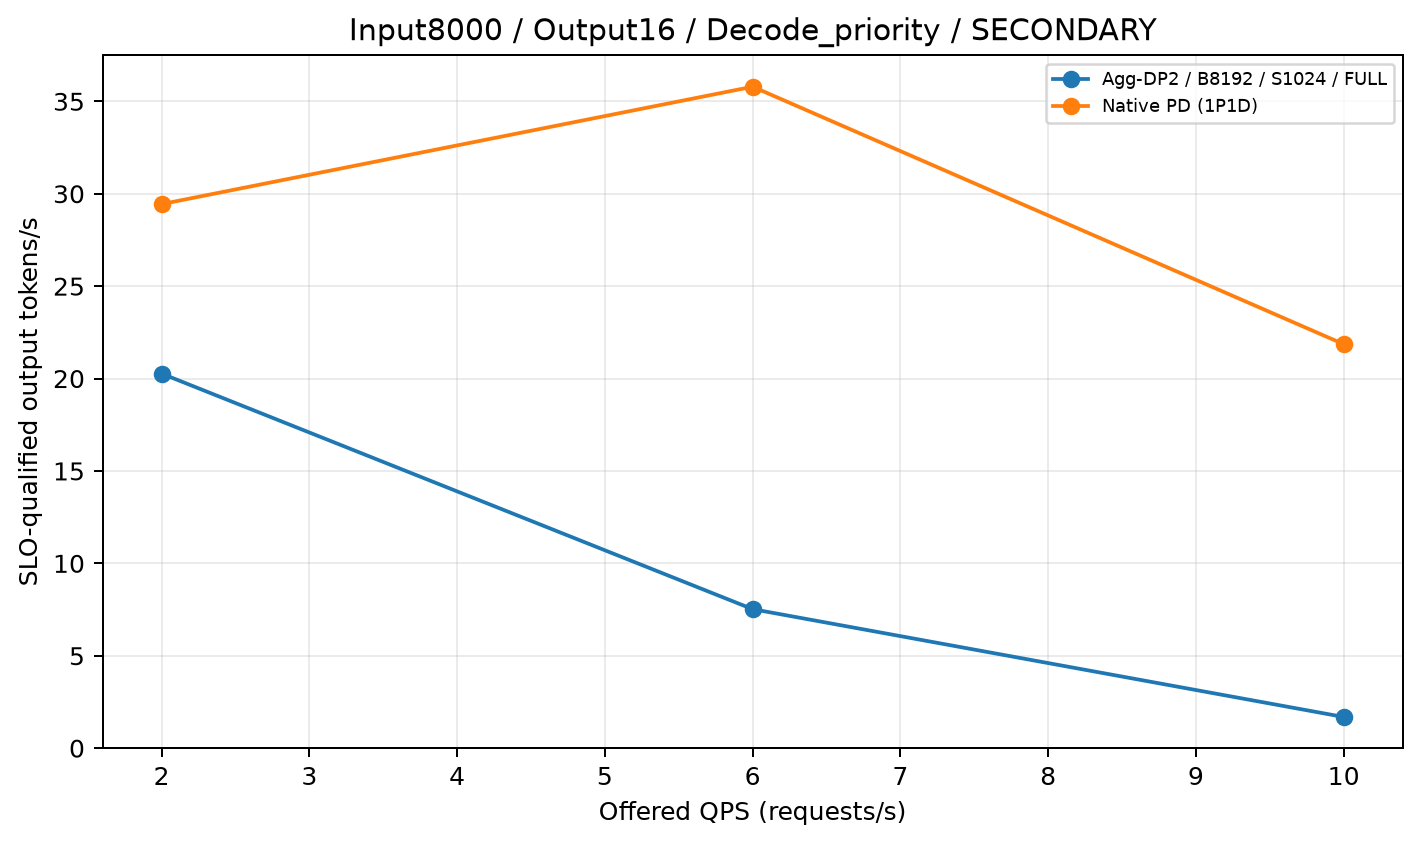 Input8000 / Output16 / Decode_priority / SECONDARY
Agg-DP2 / B8192 / S1024 / FULL
Native PD (1P1D)
SLO-qualified output tokens/s
35
30
25
20
15
10
5
0
2 3 4 5 6 7 8 9 10
Offered QPS (requests/s)